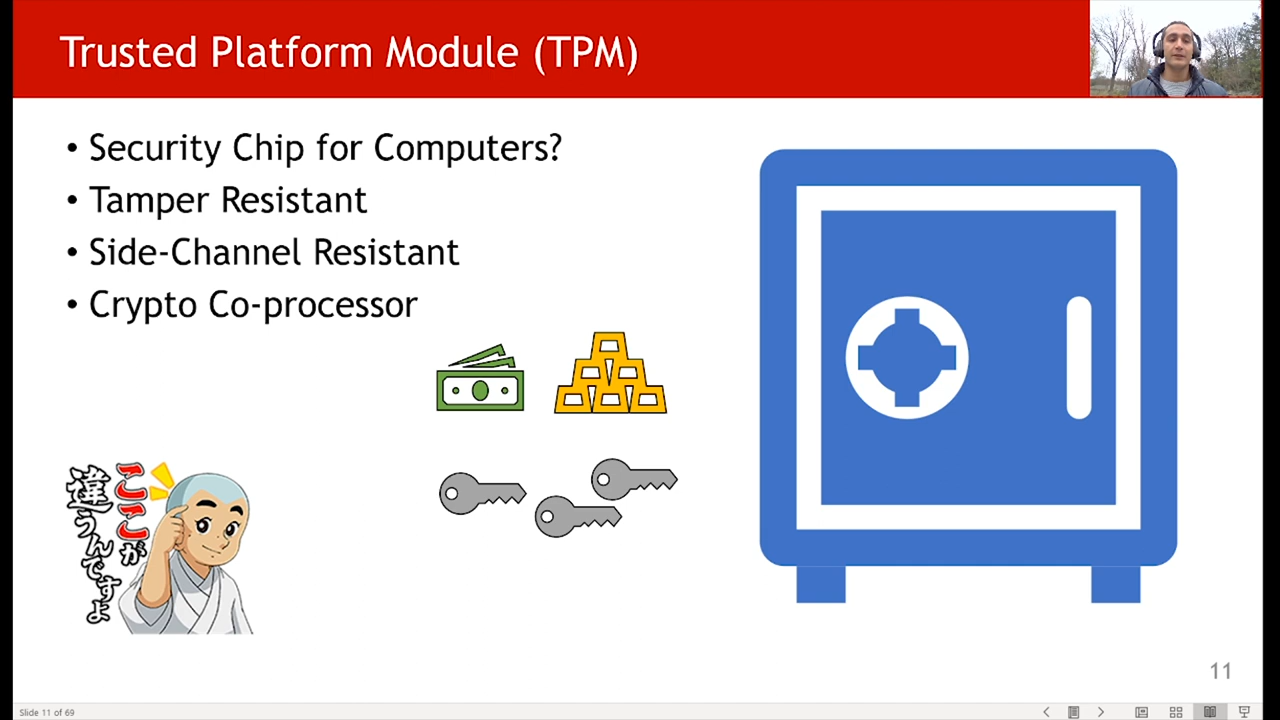 Trusted Platform Module (TPM)
• Security Chip for Computers?
• Tamper Resistant
• Side-Channel Resistant
• Crypto Co-processor
ここが
違うんですよ
11
Slide 11 of 69